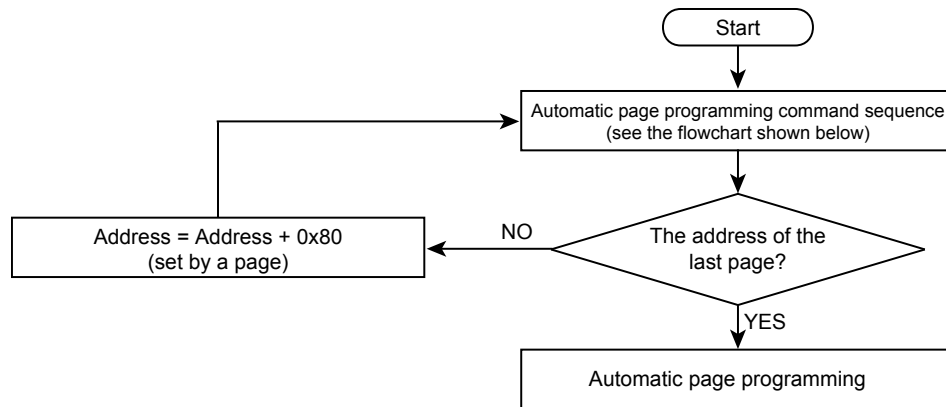 Start
Automatic page programming command sequence
(see the flowchart shown below)
The address of the
last page?
NO
Address = Address + 0x80
(set by a page)
YES
Automatic page programming